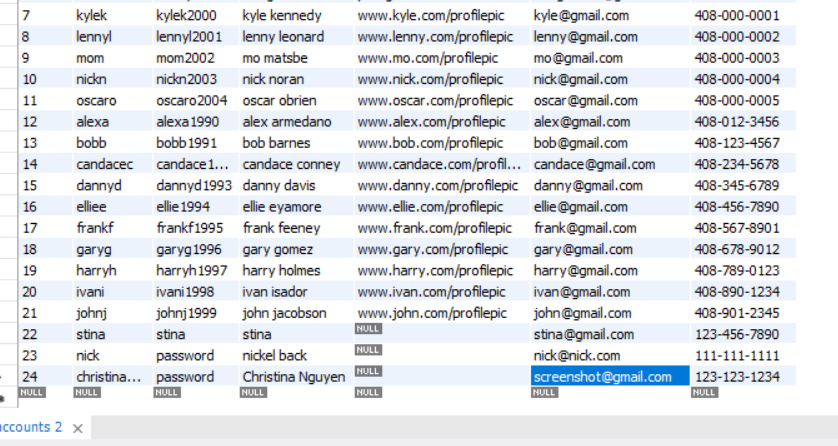 7 kylek kylek2000 kyle kennedy www.kyle.com/profilepic kyle@gmail.com 408-000-0001
8 lennyl lennyl2001 lenny leonard www.lenny.com/profilepic lenny@gmail.com 408-000-0002
9 mom mom2002 mo matsbe www.mo.com/profilepic mo@gmail.com 408-000-0003
10 nickn nickn2003 nick noran www.nick.com/profilepic nick@gmail.com 408-000-0004
11 oscaro oscaro2004 oscar obrien www.oscar.com/profilepic oscar@gmail.com 408-000-0005
12 alexa alexa1990 alex armedano www.alex.com/profilepic alex@gmail.com 408-012-3456
13 bobb bobb1991 bob barnes www.bob.com/profilepic bob@gmail.com 408-123-4567
14 candacec candace1... candace conney www.candace.com/profil... candace@gmail.com 408-234-5678
15 dannyd dannyd1993 danny davis www.danny.com/profilepic danny@gmail.com 408-345-6789
16 elliee ellie1994 ellie eyamore www.ellie.com/profilepic ellie@gmail.com 408-456-7890
17 frankf frankf1995 frank feeney www.frank.com/profilepic frank@gmail.com 408-567-8901
18 garyg garyg1996 gary gomez www.gary.com/profilepic gary@gmail.com 408-678-9012
19 harryh harryh1997 harry holmes www.harry.com/profilepic harry@gmail.com 408-789-0123
20 ivani ivani1998 ivan isador www.ivan.com/profilepic ivan@gmail.com 408-890-1234
21 johnj johnj1999 john jacobson www.john.com/profilepic john@gmail.com 408-901-2345
22 stina stina stina NULL stina@gmail.com 123-456-7890
23 nick password nickel back NULL nick@nick.com 111-111-1111
24 christina... password Christina Nguyen NULL screenshot@gmail.com 123-123-1234
NULL NULL NULL NULL NULL NULL NULL
accounts 2